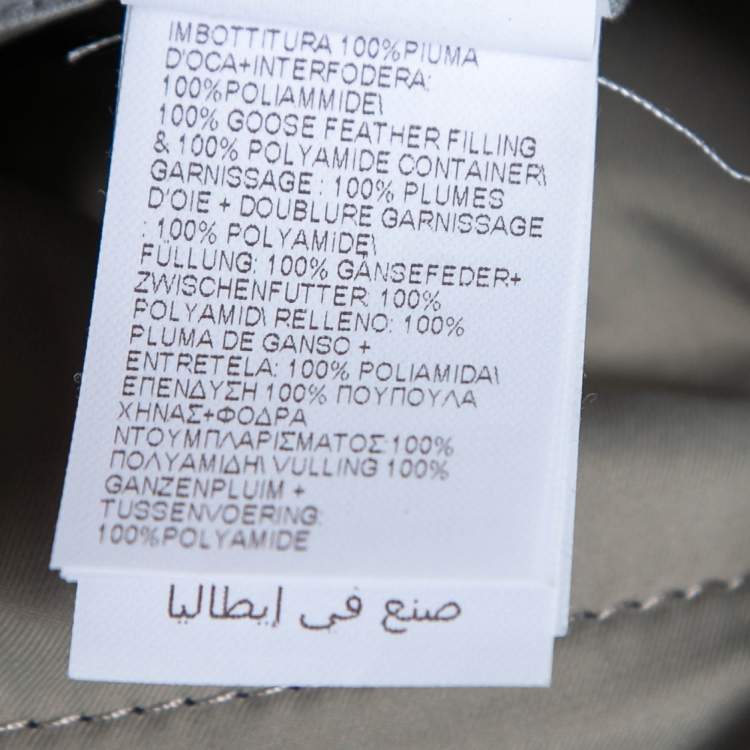 IMBOTTITURA 100%PIUMA
D'OCA+INTERFODERA:
100%POLIAMMIDE\
100% GOOSE FEATHER FILLING
& 100% POLYAMIDE CONTAINER\
GARNISSAGE : 100% PLUMES
D'OIE + DOUBLURE GARNISSAGE
: 100% POLYAMIDE\
FÜLLUNG: 100% GÄNSEFEDER+
ZWISCHENFUTTER 100%
POLYAMID\ RELLENO: 100%
PLUMA DE GANSO +
ENTRETELA: 100% POLIAMIDA\
ΕΠΕΝΔΥΣΗ 100% ΠΟΥΠΟΥΛΑ
ΧΗΝΑΣ+ΦΟΔΡΑ
ΝΤΟΥΜΠΛΑΡΙΣΜΑΤΟΣ:100%
ΠΟΛΥΑΜΙΔΗ\ VULLING 100%
GANZENPLUIM +
TUSSENVOERING:
100%POLYAMIDE
صنع في إيطاليا